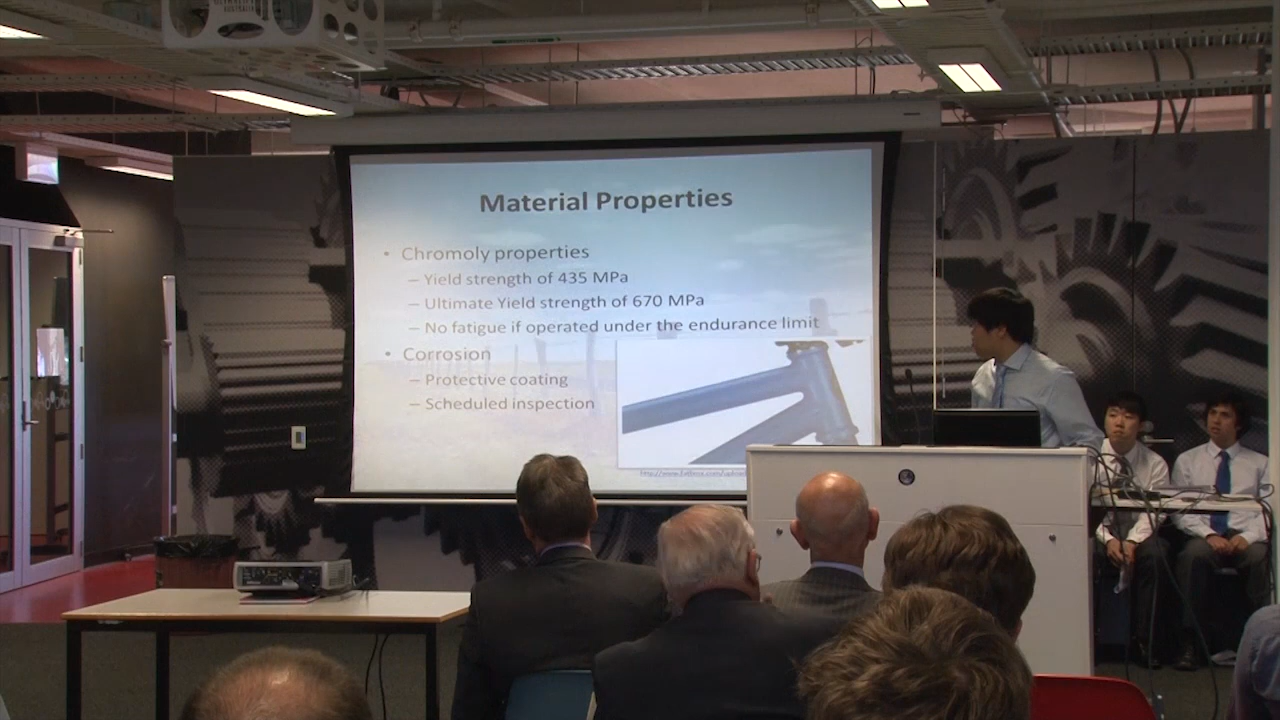 Material Properties
• Chromoly properties
– Yield strength of 435 MPa
– Ultimate Yield strength of 670 MPa
– No fatigue if operated under the endurance limit
• Corrosion
– Protective coating
– Scheduled inspection